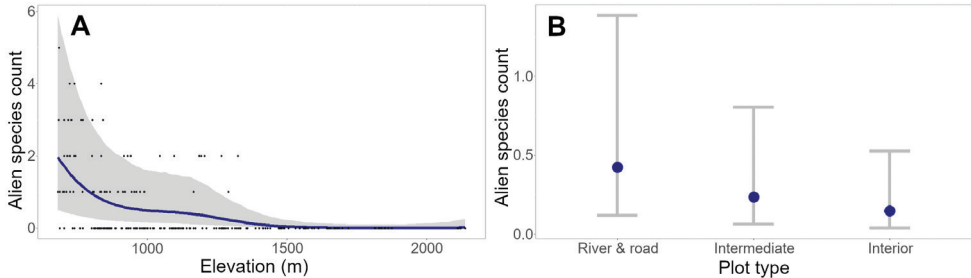 A
Alien species count
6
4
2
0
1000
1500
2000
Elevation (m)
B
Alien species count
1.0
0.5
0.0
River & road
Intermediate
Interior
Plot type